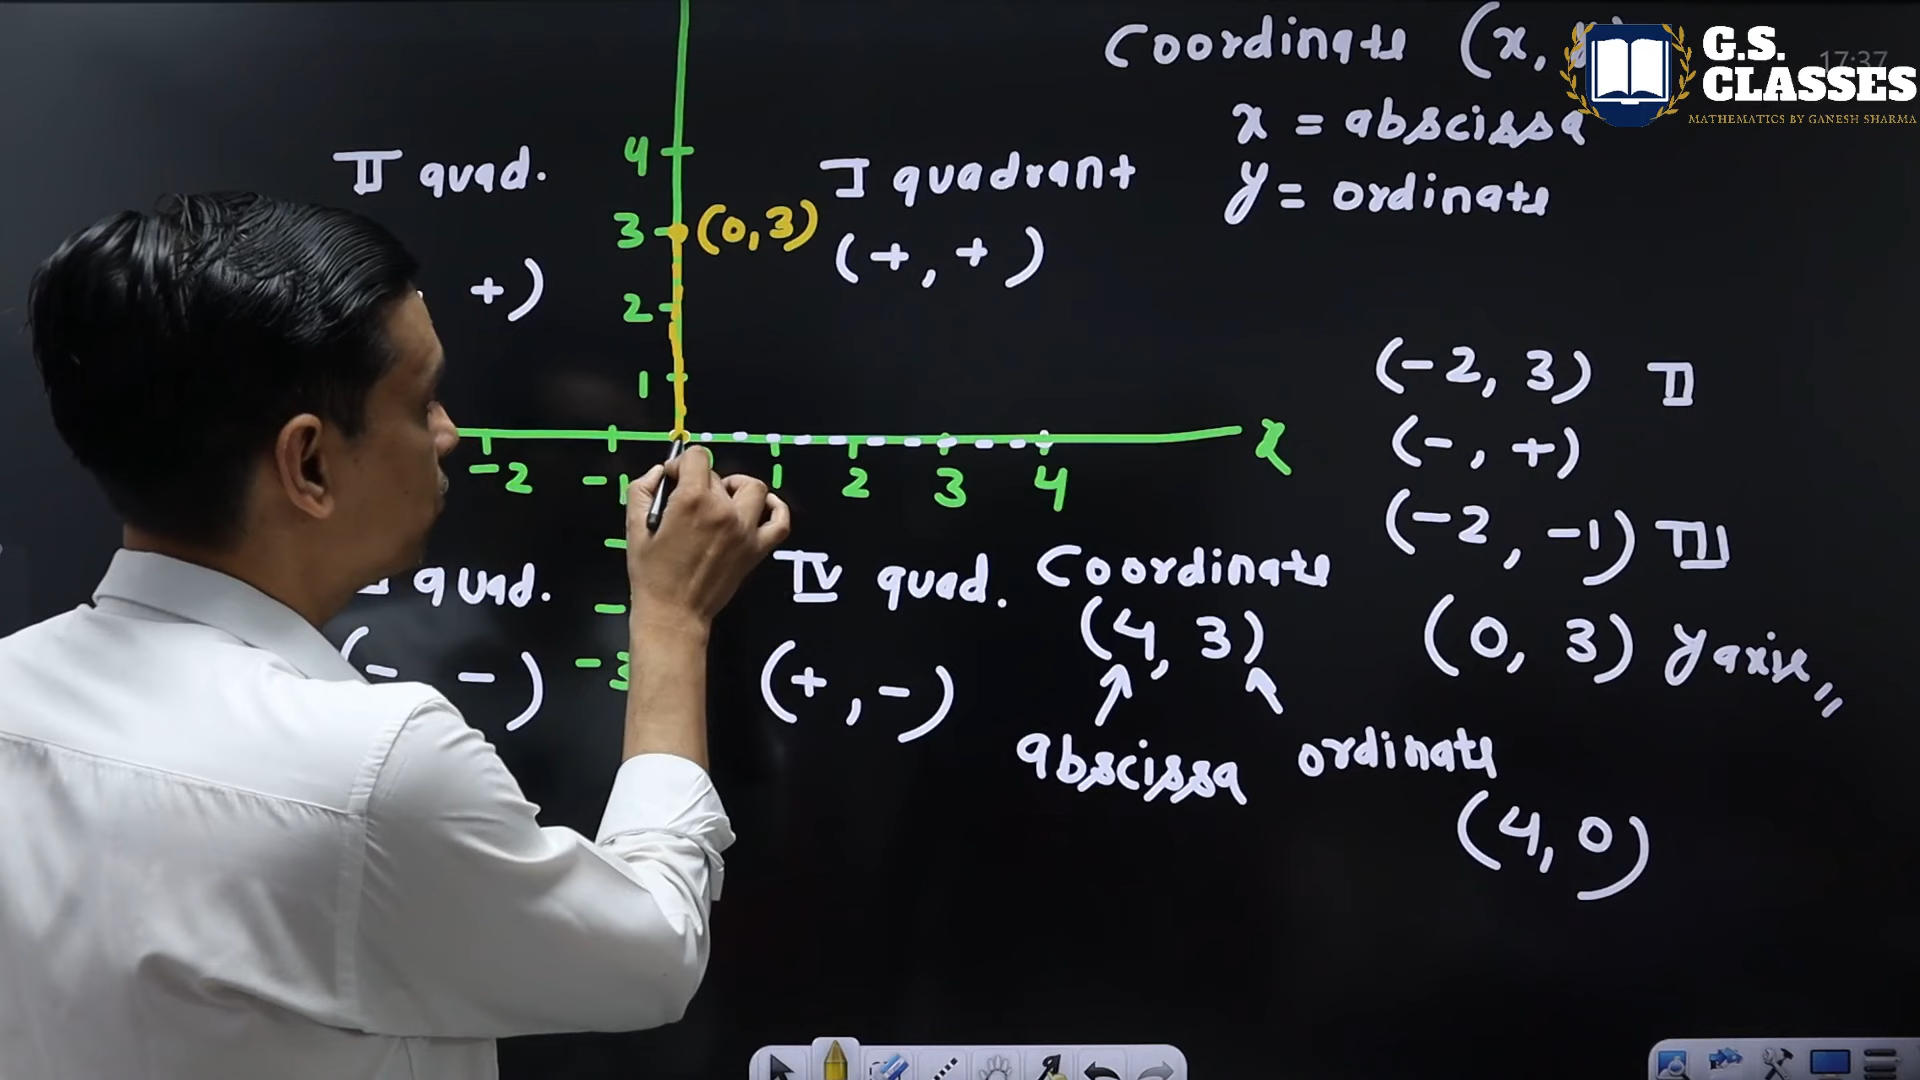 Coordinate (x, y)
G.S.
CLASSES
MATHEMATICS BY GANESH SHARMA
17:37
x = abscissa
y = ordinate
II quad.
+)
I quadrant
(+, +)
4
3
(0, 3)
2
1
-2
-1
1
2
3
4
x
(-2, 3) II
(-, +)
(-2, -1) III
(0, 3) y axis,,
quad.
(- -)
-3
IV quad.
(+, -)
Coordinate
(4, 3)
abscissa ordinate
(4, 0)